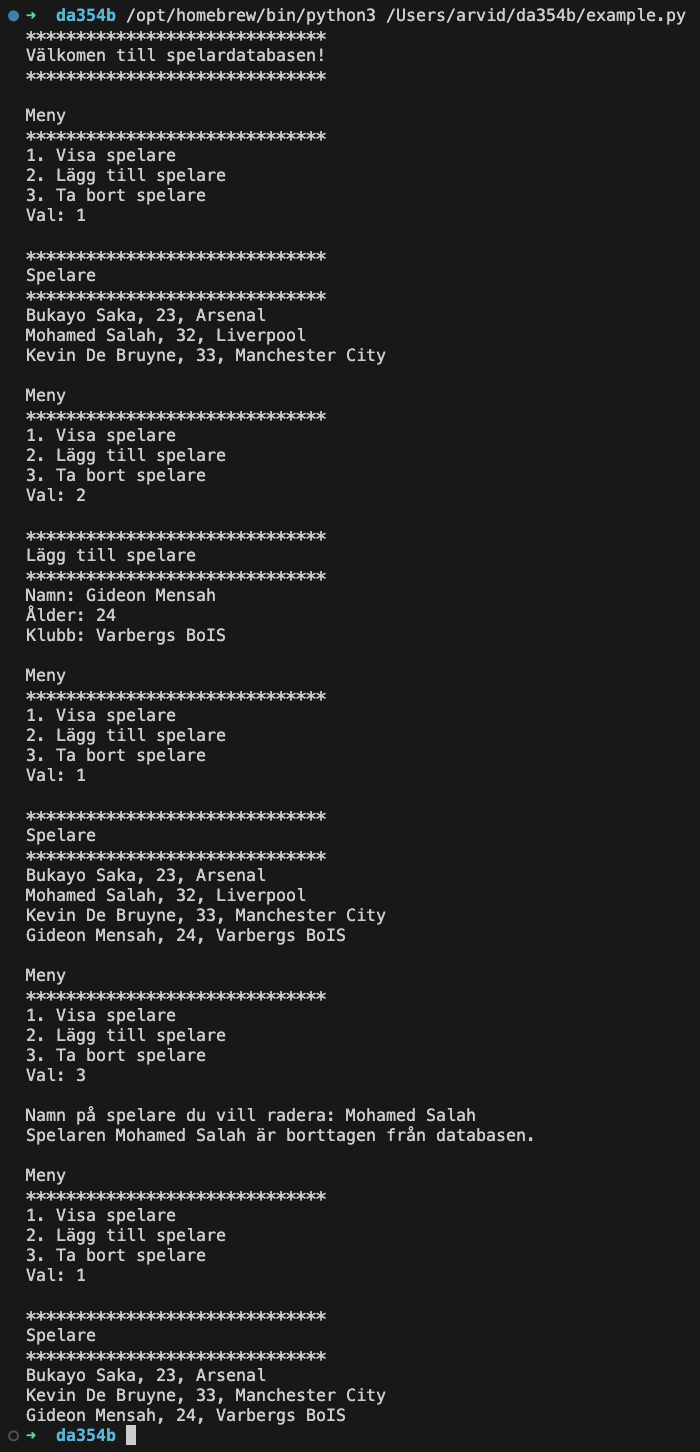 ➜ da354b /opt/homebrew/bin/python3 /Users/arvid/da354b/example.py
******************************
Välkomen till spelardatabasen!
******************************

Meny
******************************
1. Visa spelare
2. Lägg till spelare
3. Ta bort spelare
Val: 1

******************************
Spelare
******************************
Bukayo Saka, 23, Arsenal
Mohamed Salah, 32, Liverpool
Kevin De Bruyne, 33, Manchester City

Meny
******************************
1. Visa spelare
2. Lägg till spelare
3. Ta bort spelare
Val: 2

******************************
Lägg till spelare
******************************
Namn: Gideon Mensah
Ålder: 24
Klubb: Varbergs BoIS

Meny
******************************
1. Visa spelare
2. Lägg till spelare
3. Ta bort spelare
Val: 1

******************************
Spelare
******************************
Bukayo Saka, 23, Arsenal
Mohamed Salah, 32, Liverpool
Kevin De Bruyne, 33, Manchester City
Gideon Mensah, 24, Varbergs BoIS

Meny
******************************
1. Visa spelare
2. Lägg till spelare
3. Ta bort spelare
Val: 3

Namn på spelare du vill radera: Mohamed Salah
Spelaren Mohamed Salah är borttagen från databasen.

Meny
******************************
1. Visa spelare
2. Lägg till spelare
3. Ta bort spelare
Val: 1

******************************
Spelare
******************************
Bukayo Saka, 23, Arsenal
Kevin De Bruyne, 33, Manchester City
Gideon Mensah, 24, Varbergs BoIS
➜ da354b